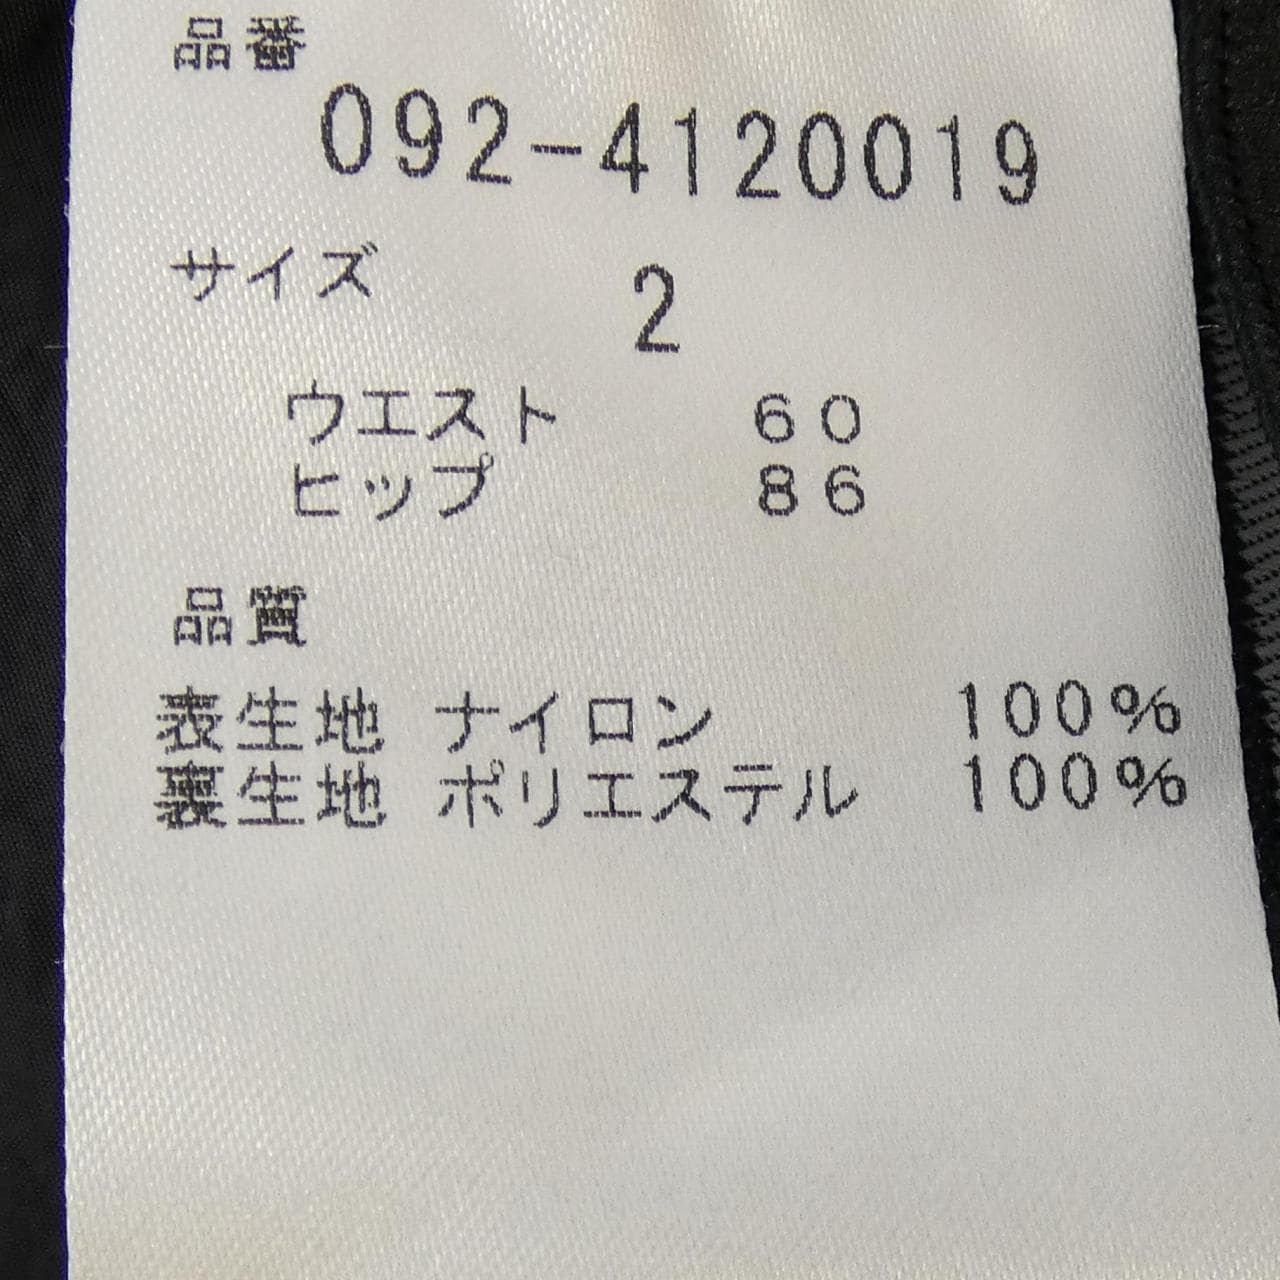 品番
092-4120019
サイズ 2
ウエスト 60
ヒップ 86
品質
表生地 ナイロン 100%
裏生地 ポリエステル 100%